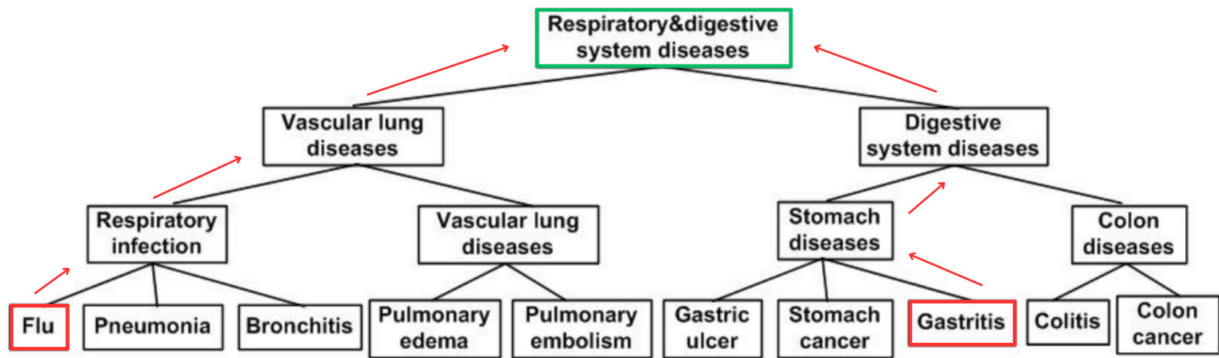 Respiratory&digestive
system diseases
Vascular lung
diseases
Digestive
system diseases
Respiratory
infection
Vascular lung
diseases
Stomach
diseases
Colon
diseases
Flu
Pneumonia
Bronchitis
Pulmonary
edema
Pulmonary
embolism
Gastric
ulcer
Stomach
cancer
Gastritis
Colitis
Colon
cancer